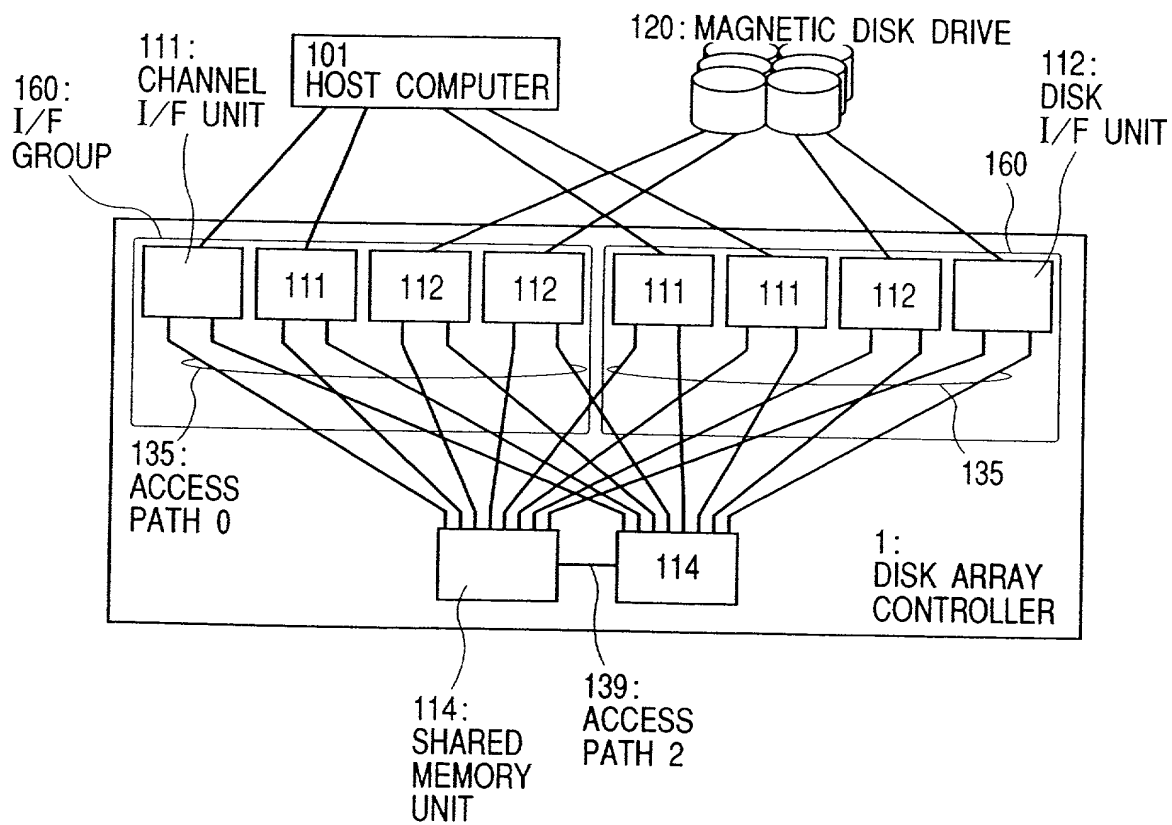 120: MAGNETIC DISK DRIVE
111:
CHANNEL
I/F UNIT
101
HOST COMPUTER
112:
DISK
I/F UNIT
160:
I/F
GROUP
160
111
112
112
111
111
112
135:
ACCESS
PATH 0
135
114
1:
DISK ARRAY
CONTROLLER
114:
SHARED
MEMORY
UNIT
139:
ACCESS
PATH 2